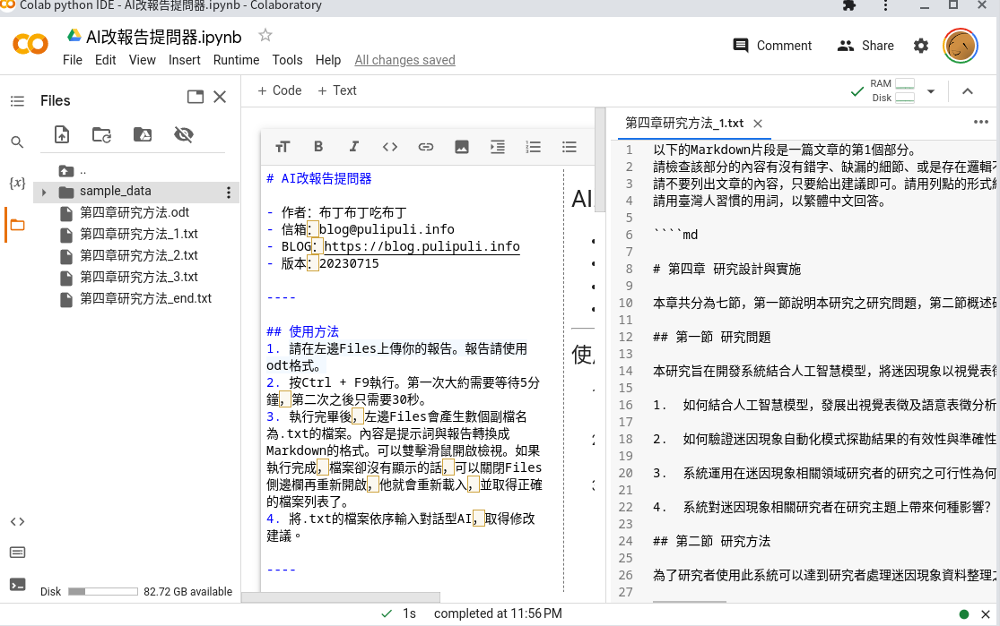 Colab python IDE - AI改報告提問器.ipynb - Colaboratory
AI改報告提問器.ipynb
File Edit View Insert Runtime Tools Help All changes saved
Comment Share
Files
+ Code + Text
RAM
Disk
{x}
..
sample_data
第四章研究方法.odt
第四章研究方法_1.txt
第四章研究方法_2.txt
第四章研究方法_3.txt
第四章研究方法_end.txt
Disk 82.72 GB available
# AI改報告提問器
- 作者：布丁布丁吃布丁
- 信箱：blog@pulipuli.info
- BLOG：https://blog.pulipuli.info
- 版本：20230715
----
## 使用方法
1. 請在左邊Files上傳你的報告。報告請使用
odt格式。
2. 按Ctrl + F9執行。第一次大約需要等待5分
鐘，第二次之後只需要30秒。
3. 執行完畢後，左邊Files會產生數個副檔名
為.txt的檔案。內容是提示詞與報告轉換成
Markdown的格式。可以雙擊滑鼠開啟檢視。如果
執行完成，檔案卻沒有顯示的話，可以關閉Files
側邊欄再重新開啟，他就會重新載入，並取得正確
的檔案列表了。
4. 將.txt的檔案依序輸入對話型AI，取得修改
建議。
----
AI
使
第四章研究方法_1.txt
1 以下的Markdown片段是一篇文章的第1個部分。
2 請檢查該部分的內容有沒有錯字、缺漏的細節、或是存在邏輯
3 請不要列出文章的內容，只要給出建議即可。請用列點的形式
4 請用臺灣人習慣的用詞，以繁體中文回答。
5
6 ````md
7
8 # 第四章 研究設計與實施
9
10 本章共分為七節，第一節說明本研究之研究問題，第二節概述
11
12 ## 第一節 研究問題
13
14 本研究旨在開發系統結合人工智慧模型，將迷因現象以視覺表徵
15
16 1. 如何結合人工智慧模型，發展出視覺表徵及語意表徵分析
17
18 2. 如何驗證迷因現象自動化模式探勘結果的有效性與準確性
19
20 3. 系統運用在迷因現象相關領域研究者的研究之可行性為何
21
22 4. 系統對迷因現象相關研究者在研究主題上帶來何種影響?
23
24 ## 第二節 研究方法
25
26 為了研究者使用此系統可以達到研究者處理迷因現象資料整理
27
1s completed at 11:56 PM